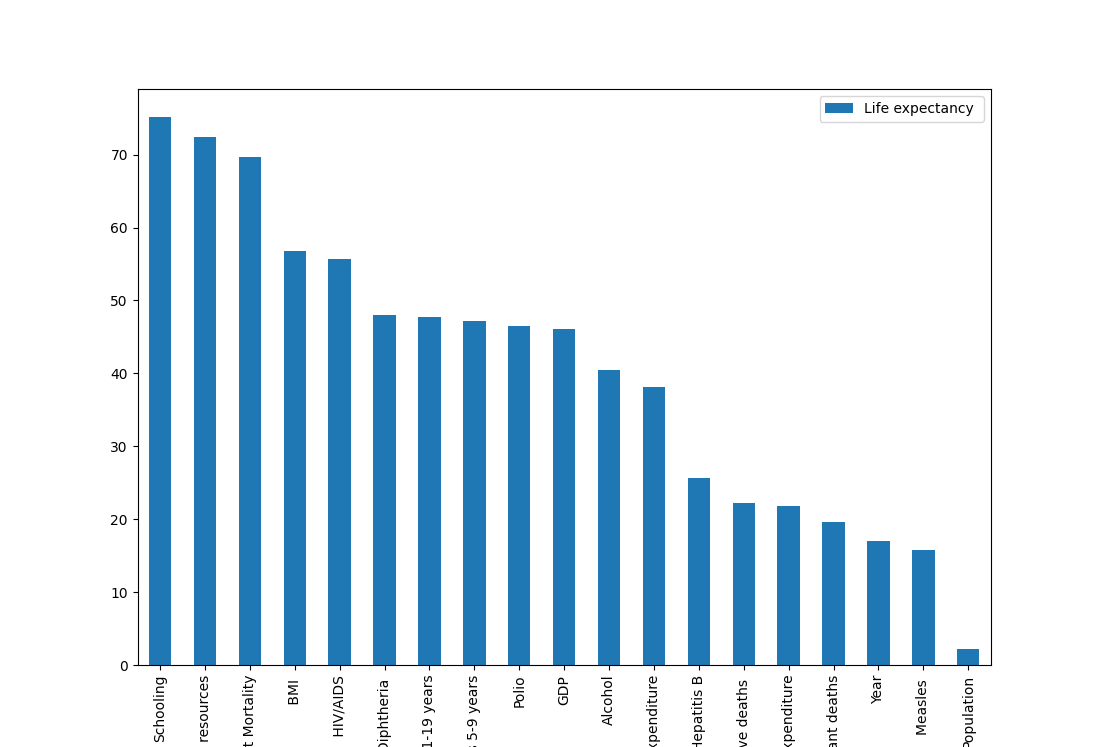 Life expectancy
70
60
50
40
30
20
10
0
Schooling
resources
t Mortality
BMI
HIV/AIDS
Diphtheria
1-19 years
5-9 years
Polio
GDP
Alcohol
xpenditure
Hepatitis B
ve deaths
xpenditure
ant deaths
Year
Measles
Population